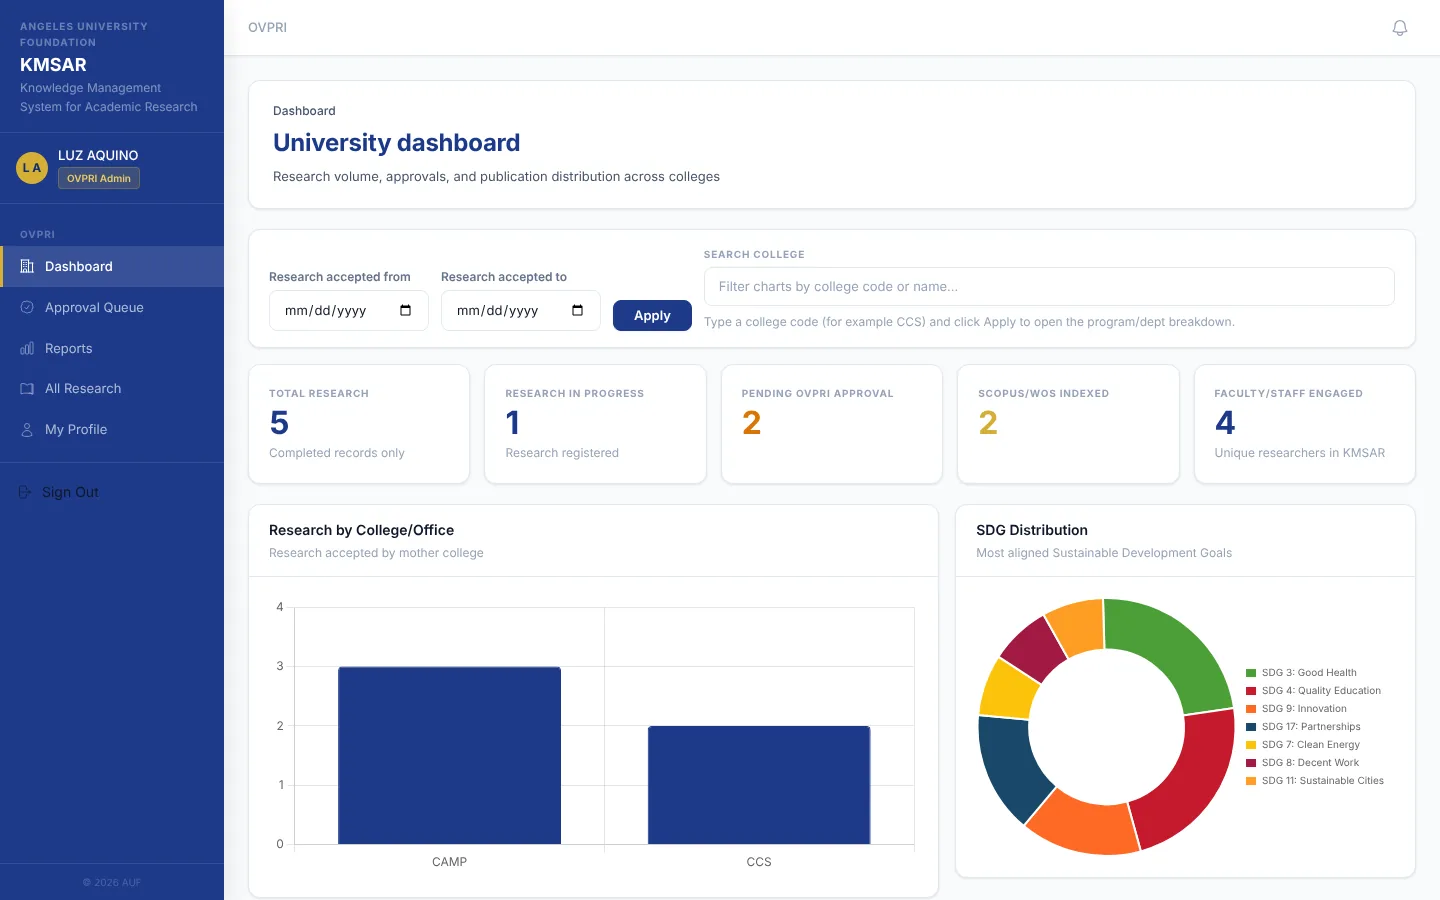 ANGELES UNIVERSITY
FOUNDATION
KMSAR
Knowledge Management
System for Academic Research
LA
LUZ AQUINO
OVPRI Admin
OVPRI
Dashboard
Approval Queue
Reports
All Research
My Profile
Sign Out
© 2026 AUF
OVPRI
Dashboard
University dashboard
Research volume, approvals, and publication distribution across colleges
Research accepted from
mm/dd/yyyy
Research accepted to
mm/dd/yyyy
Apply
SEARCH COLLEGE
Filter charts by college code or name...
Type a college code (for example CCS) and click Apply to open the program/dept breakdown.
TOTAL RESEARCH
5
Completed records only
RESEARCH IN PROGRESS
1
Research registered
PENDING OVPRI APPROVAL
2
SCOPUS/WOS INDEXED
2
FACULTY/STAFF ENGAGED
4
Unique researchers in KMSAR
Research by College/Office
Research accepted by mother college
4
3
2
1
0
CAMP
CCS
SDG Distribution
Most aligned Sustainable Development Goals
SDG 3: Good Health
SDG 4: Quality Education
SDG 9: Innovation
SDG 17: Partnerships
SDG 7: Clean Energy
SDG 8: Decent Work
SDG 11: Sustainable Cities